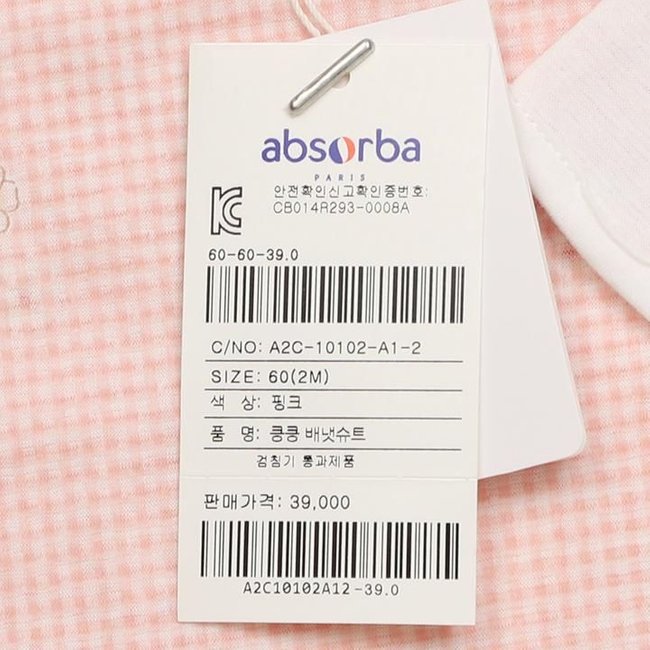 absorba
PARIS
안전확인신고확인증번호:
CB014R293-0008A
60-60-39.0
C/NO: A2C-10102-A1-2
SIZE: 60(2M)
색 상: 핑크
품 명: 쿵쿵 배냇슈트
검침기 통과제품
판매가격: 39,000
A2C10102A12-39.0